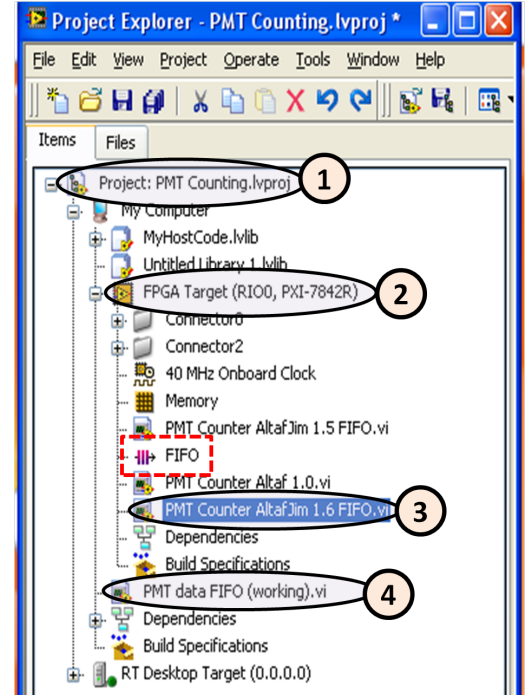 Project Explorer - PMT Counting.lvproj *
File Edit View Project Operate Tools Window Help
Items Files
Project: PMT Counting.lvproj 1
My Computer
MyHostCode.lvlib
Untitled Library 1.lvlib
FPGA Target (RIO0, PXI-7842R) 2
Connector0
Connector2
40 MHz Onboard Clock
Memory
PMT Counter AltafJim 1.5 FIFO.vi
FIFO
PMT Counter Altaf 1.0.vi
PMT Counter AltafJim 1.6 FIFO.vi 3
Dependencies
Build Specifications
PMT data FIFO (working).vi 4
Dependencies
Build Specifications
RT Desktop Target (0.0.0.0)